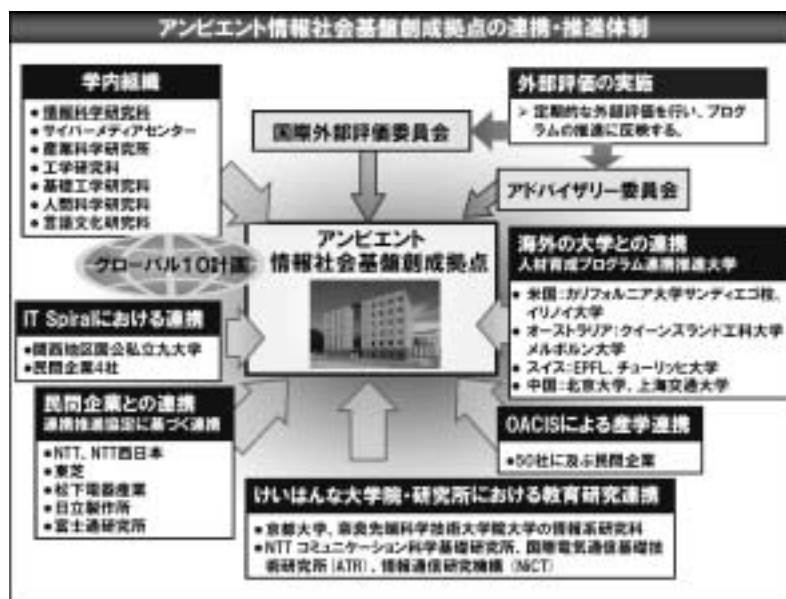 アンビエント情報社会基盤創成拠点の連携・推進体制
学内組織
● 情報科学研究科
● サイバーメディアセンター
● 産業科学研究所
● 工学研究科
● 基礎工学研究科
● 人間科学研究科
● 言語文化研究科
国際外部評価委員会
外部評価の実施
➢ 定期的な外部評価を行い、プログ
ラムの推進に反映する。
アドバイザリー委員会
グローバル10計画
アンビエント
情報社会基盤創成拠点
海外の大学との連携
人材育成プログラム連携推進大学
● 米国：カリフォルニア大学サンディエゴ校、
イリノイ大学
● オーストラリア：クイーンズランド工科大学
メルボルン大学
● スイス：EPFL、チューリッヒ大学
● 中国：北京大学、上海交通大学
IT Spiralにおける連携
●関西地区国公私立九大学
●民間企業4社
民間企業との連携
連携推進協定に基づく連携
●NTT、NTT西日本
●東芝
●松下電器産業
●日立製作所
●富士通研究所
OACISによる産学連携
●50社に及ぶ民間企業
けいはんな大学院・研究所における教育研究連携
●京都大学、奈良先端科学技術大学院大学の情報系研究科
●NTT コミュニケーション科学基礎研究所、国際電気通信基礎技
術研究所(ATR)、情報通信研究機構 (NiCT)